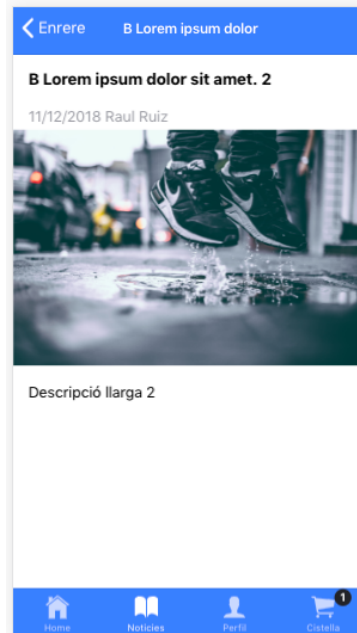 Enrere B Lorem ipsum dolor
B Lorem ipsum dolor sit amet. 2
11/12/2018 Raul Ruiz
Descripció llarga 2
1
Home Noticies Perfil Cistella